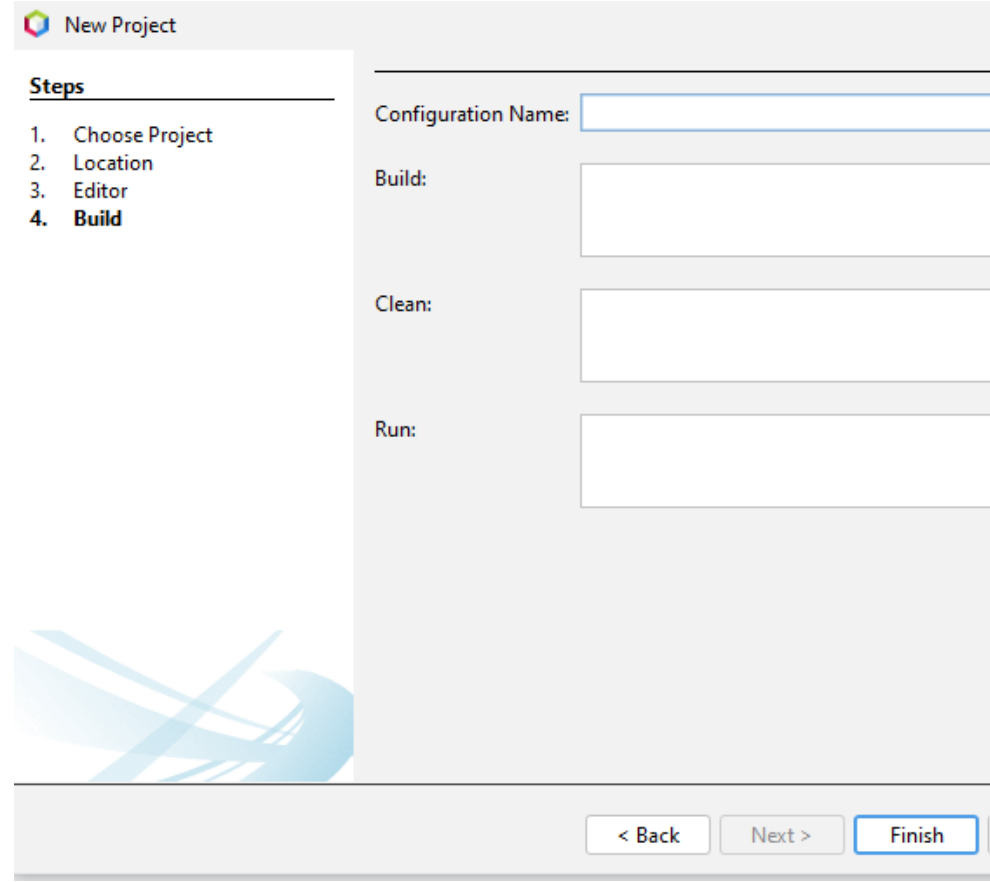 New Project
Steps
1. Choose Project
2. Location
3. Editor
4. Build
Configuration Name:
Build:
Clean:
Run:
< Back
Next >
Finish